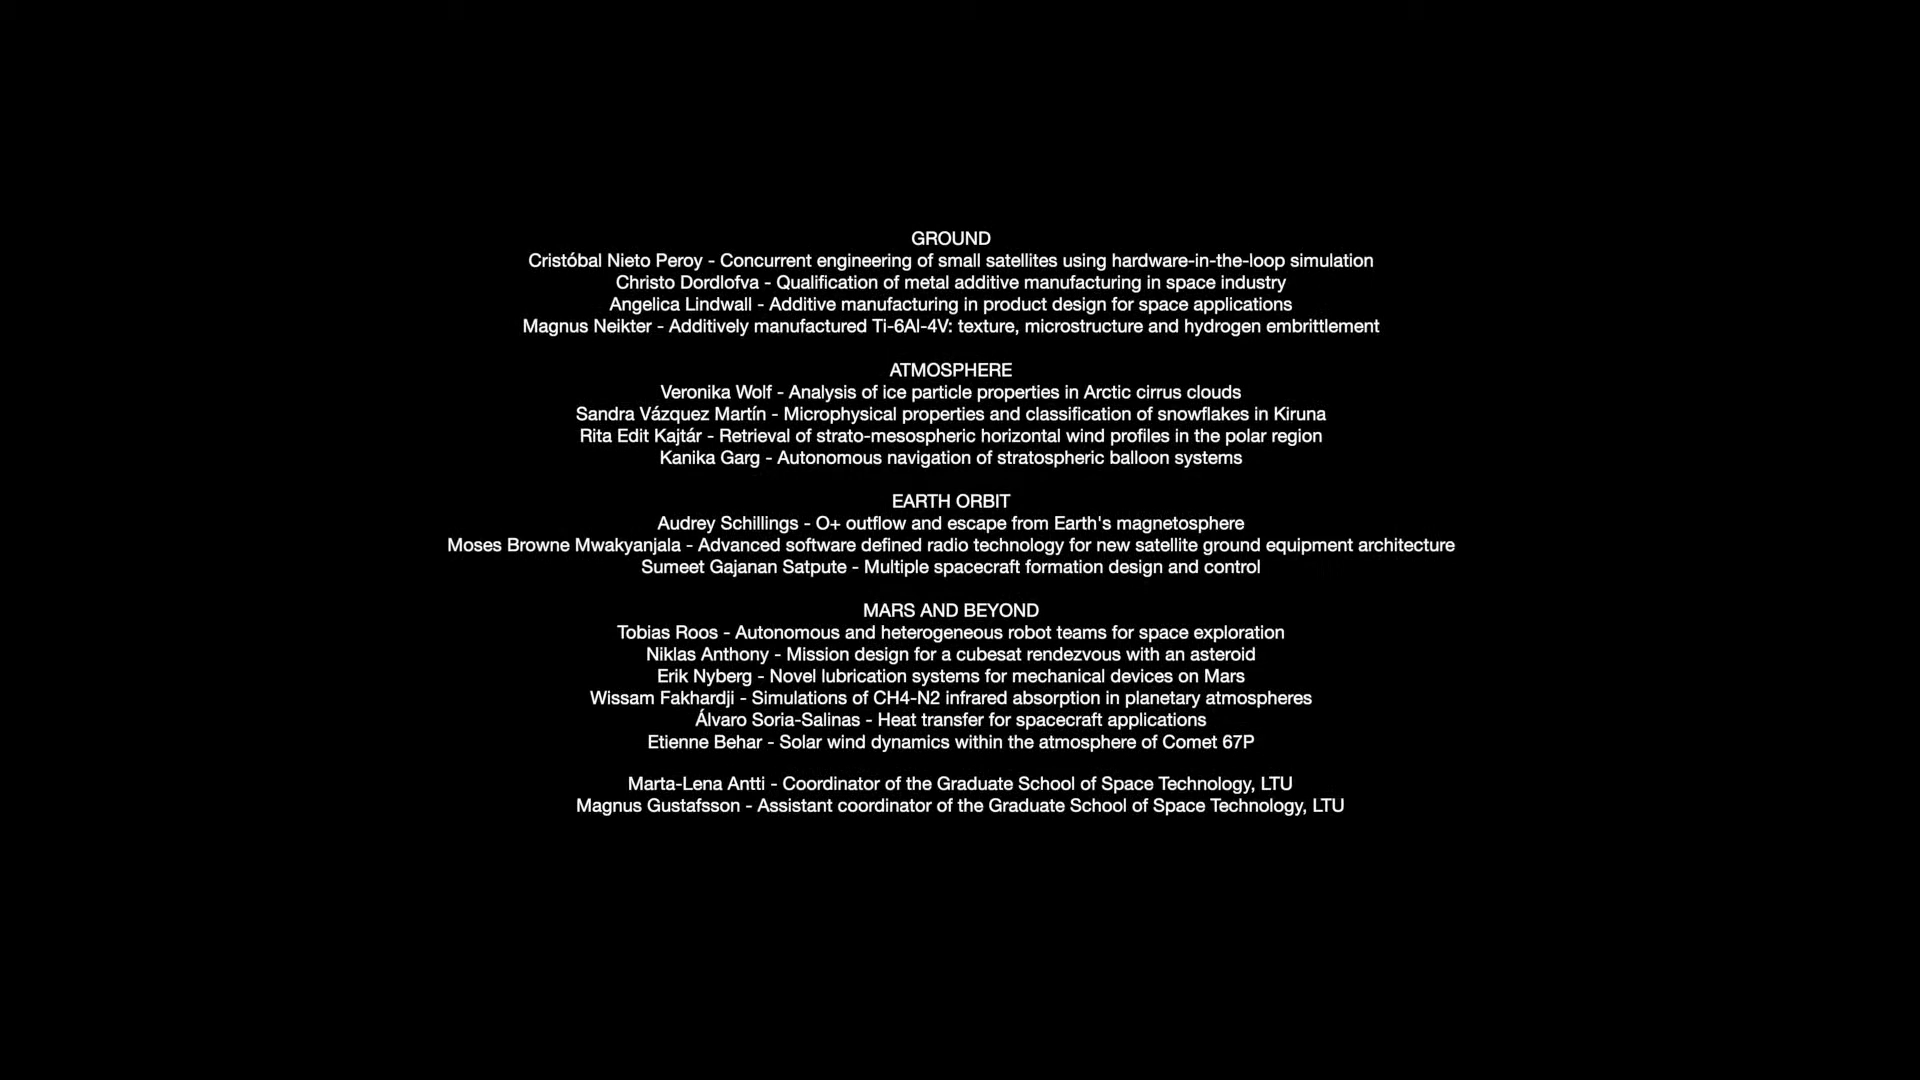 GROUND
Cristóbal Nieto Peroy - Concurrent engineering of small satellites using hardware-in-the-loop simulation
Christo Dordlofva - Qualification of metal additive manufacturing in space industry
Angelica Lindwall - Additive manufacturing in product design for space applications
Magnus Neikter - Additively manufactured Ti-6Al-4V: texture, microstructure and hydrogen embrittlement
ATMOSPHERE
Veronika Wolf - Analysis of ice particle properties in Arctic cirrus clouds
Sandra Vázquez Martín - Microphysical properties and classification of snowflakes in Kiruna
Rita Edit Kajtár - Retrieval of strato-mesospheric horizontal wind profiles in the polar region
Kanika Garg - Autonomous navigation of stratospheric balloon systems
EARTH ORBIT
Audrey Schillings - O+ outflow and escape from Earth's magnetosphere
Moses Browne Mwakyanjala - Advanced software defined radio technology for new satellite ground equipment architecture
Sumeet Gajanan Satpute - Multiple spacecraft formation design and control
MARS AND BEYOND
Tobias Roos - Autonomous and heterogeneous robot teams for space exploration
Niklas Anthony - Mission design for a cubesat rendezvous with an asteroid
Erik Nyberg - Novel lubrication systems for mechanical devices on Mars
Wissam Fakhardji - Simulations of CH4-N2 infrared absorption in planetary atmospheres
Álvaro Soria-Salinas - Heat transfer for spacecraft applications
Etienne Behar - Solar wind dynamics within the atmosphere of Comet 67P
Marta-Lena Antti - Coordinator of the Graduate School of Space Technology, LTU
Magnus Gustafsson - Assistant coordinator of the Graduate School of Space Technology, LTU